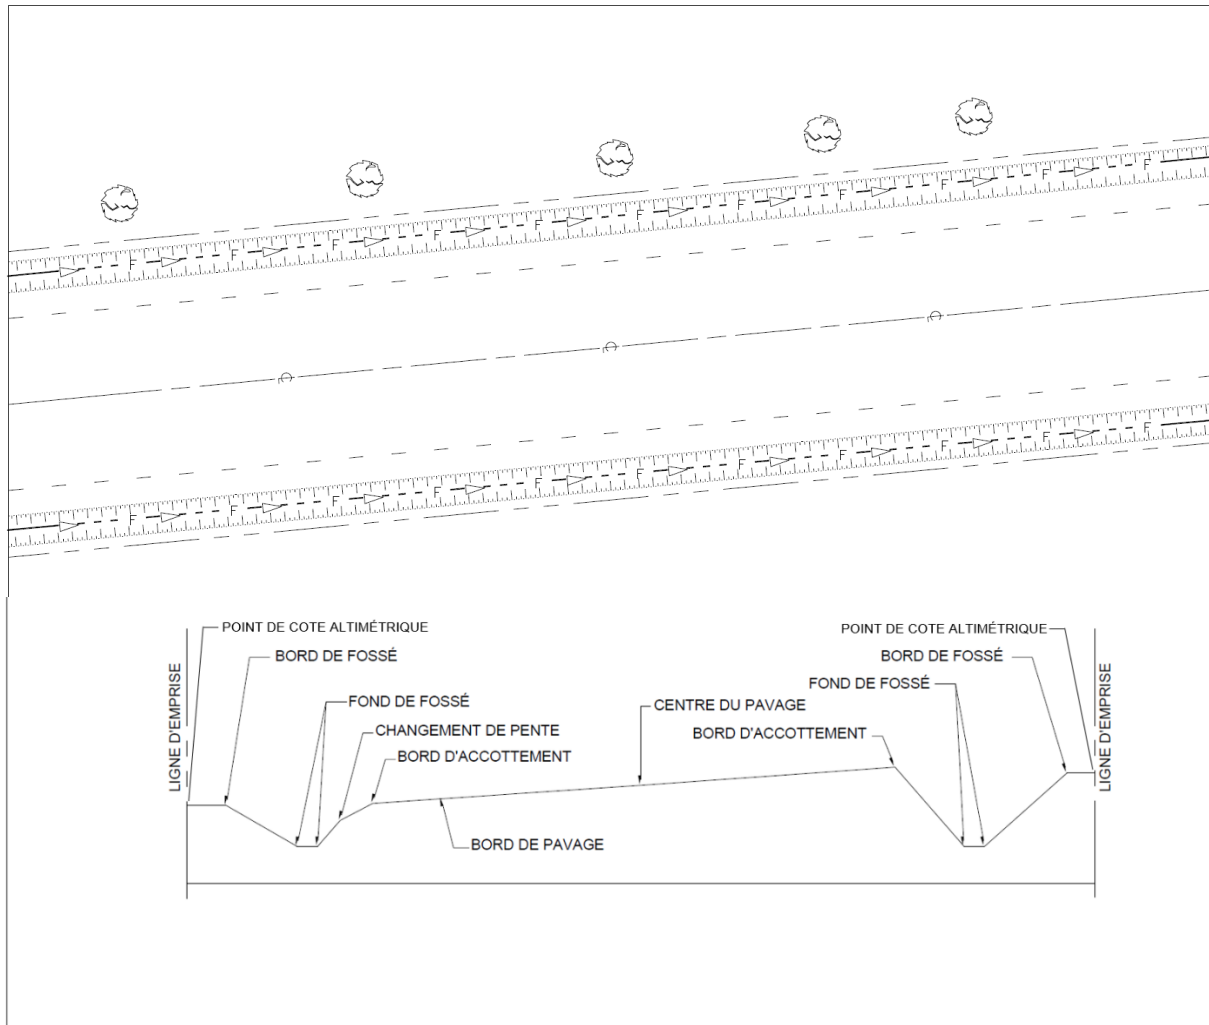 F F F F F F F F F F F
F F F F F F F F F F F
POINT DE COTE ALTIMÉTRIQUE
POINT DE COTE ALTIMÉTRIQUE
BORD DE FOSSÉ
BORD DE FOSSÉ
LIGNE D'EMPRISE
LIGNE D'EMPRISE
FOND DE FOSSÉ
FOND DE FOSSÉ
CENTRE DU PAVAGE
CHANGEMENT DE PENTE
BORD D'ACCOTTEMENT
BORD D'ACCOTTEMENT
BORD DE PAVAGE